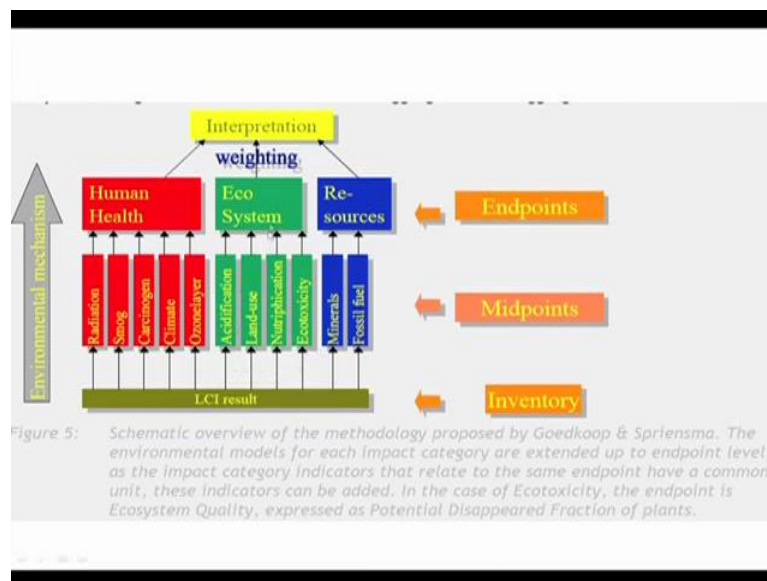 Interpretation
weighting
Human
Health
Eco
System
Re-
sources
Endpoints
Environmental mechanism
Radiation
Smog
Carcinogen
Climate
Ozonelayer
Acidification
Land-use
Nutriphication
Ecotoxicity
Minerals
Fossil fuel
Midpoints
LCI result
Inventory
Figure 5: Schematic overview of the methodology proposed by Goedkoop & Spriensma. The
environmental models for each impact category are extended up to endpoint level
as the impact category indicators that relate to the same endpoint have a common
unit, these indicators can be added. In the case of Ecotoxicity, the endpoint is
Ecosystem Quality, expressed as Potential Disappeared Fraction of plants.